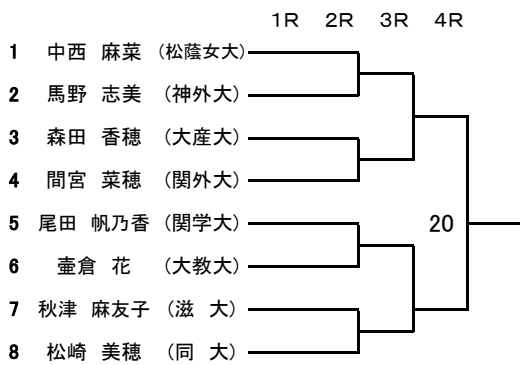 1R 2R 3R 4R
1 中西 麻菜 (松蔭女大)
2 馬野 志美 (神外大)
3 森田 香穂 (大産大)
4 間宮 菜穂 (関外大)
5 尾田 帆乃香 (関学大)
20
6 壷倉 花 (大教大)
7 秋津 麻友子 (滋 大)
8 松崎 美穂 (同 大)